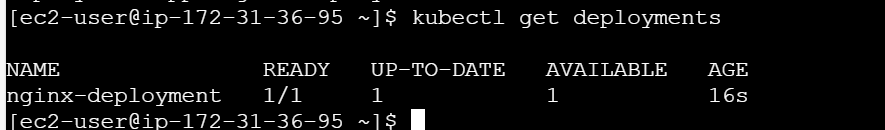 [ec2-user@ip-172-31-36-95 ~]$ kubectl get deployments
NAME READY UP-TO-DATE AVAILABLE AGE
nginx-deployment 1/1 1 1 16s
[ec2-user@ip-172-31-36-95 ~]$